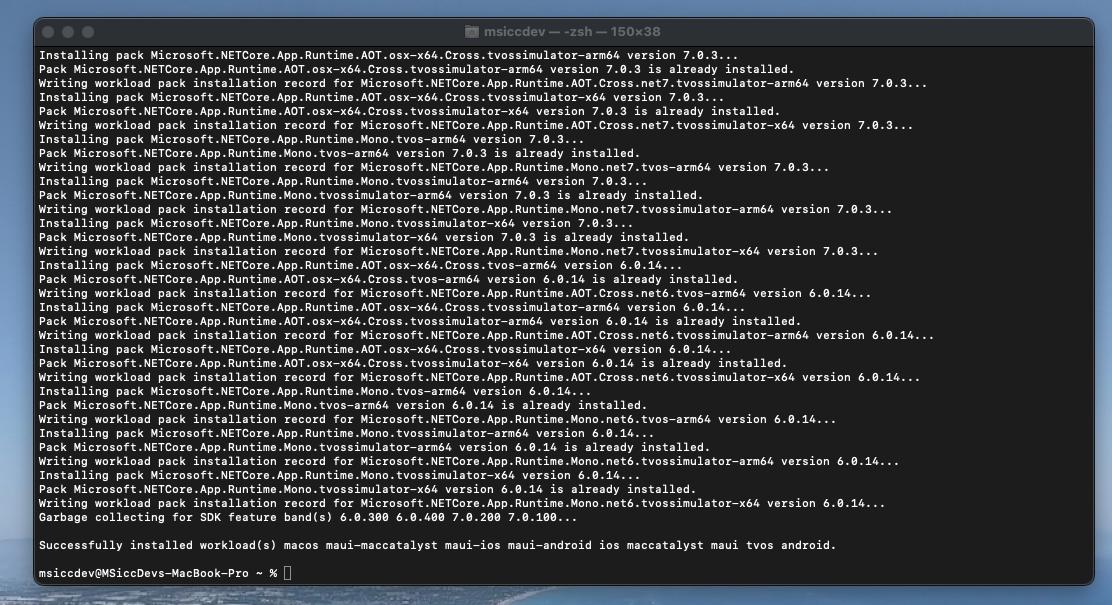 msiccdev — -zsh — 150×38
Installing pack Microsoft.NETCore.App.Runtime.AOT.osx-x64.Cross.tvossimulator-arm64 version 7.0.3...
Pack Microsoft.NETCore.App.Runtime.AOT.osx-x64.Cross.tvossimulator-arm64 version 7.0.3 is already installed.
Writing workload pack installation record for Microsoft.NETCore.App.Runtime.AOT.Cross.net7.tvossimulator-arm64 version 7.0.3...
Installing pack Microsoft.NETCore.App.Runtime.AOT.osx-x64.Cross.tvossimulator-x64 version 7.0.3...
Pack Microsoft.NETCore.App.Runtime.AOT.osx-x64.Cross.tvossimulator-x64 version 7.0.3 is already installed.
Writing workload pack installation record for Microsoft.NETCore.App.Runtime.AOT.Cross.net7.tvossimulator-x64 version 7.0.3...
Installing pack Microsoft.NETCore.App.Runtime.Mono.tvos-arm64 version 7.0.3...
Pack Microsoft.NETCore.App.Runtime.Mono.tvos-arm64 version 7.0.3 is already installed.
Writing workload pack installation record for Microsoft.NETCore.App.Runtime.Mono.net7.tvos-arm64 version 7.0.3...
Installing pack Microsoft.NETCore.App.Runtime.Mono.tvossimulator-arm64 version 7.0.3...
Pack Microsoft.NETCore.App.Runtime.Mono.tvossimulator-arm64 version 7.0.3 is already installed.
Writing workload pack installation record for Microsoft.NETCore.App.Runtime.Mono.net7.tvossimulator-arm64 version 7.0.3...
Installing pack Microsoft.NETCore.App.Runtime.Mono.tvossimulator-x64 version 7.0.3...
Pack Microsoft.NETCore.App.Runtime.Mono.tvossimulator-x64 version 7.0.3 is already installed.
Writing workload pack installation record for Microsoft.NETCore.App.Runtime.Mono.net7.tvossimulator-x64 version 7.0.3...
Installing pack Microsoft.NETCore.App.Runtime.AOT.osx-x64.Cross.tvos-arm64 version 6.0.14...
Pack Microsoft.NETCore.App.Runtime.AOT.osx-x64.Cross.tvos-arm64 version 6.0.14 is already installed.
Writing workload pack installation record for Microsoft.NETCore.App.Runtime.AOT.Cross.net6.tvos-arm64 version 6.0.14...
Installing pack Microsoft.NETCore.App.Runtime.AOT.osx-x64.Cross.tvossimulator-arm64 version 6.0.14...
Pack Microsoft.NETCore.App.Runtime.AOT.osx-x64.Cross.tvossimulator-arm64 version 6.0.14 is already installed.
Writing workload pack installation record for Microsoft.NETCore.App.Runtime.AOT.Cross.net6.tvossimulator-arm64 version 6.0.14...
Installing pack Microsoft.NETCore.App.Runtime.AOT.osx-x64.Cross.tvossimulator-x64 version 6.0.14...
Pack Microsoft.NETCore.App.Runtime.AOT.osx-x64.Cross.tvossimulator-x64 version 6.0.14 is already installed.
Writing workload pack installation record for Microsoft.NETCore.App.Runtime.AOT.Cross.net6.tvossimulator-x64 version 6.0.14...
Installing pack Microsoft.NETCore.App.Runtime.Mono.tvos-arm64 version 6.0.14...
Pack Microsoft.NETCore.App.Runtime.Mono.tvos-arm64 version 6.0.14 is already installed.
Writing workload pack installation record for Microsoft.NETCore.App.Runtime.Mono.net6.tvos-arm64 version 6.0.14...
Installing pack Microsoft.NETCore.App.Runtime.Mono.tvossimulator-arm64 version 6.0.14...
Pack Microsoft.NETCore.App.Runtime.Mono.tvossimulator-arm64 version 6.0.14 is already installed.
Writing workload pack installation record for Microsoft.NETCore.App.Runtime.Mono.net6.tvossimulator-arm64 version 6.0.14...
Installing pack Microsoft.NETCore.App.Runtime.Mono.tvossimulator-x64 version 6.0.14...
Pack Microsoft.NETCore.App.Runtime.Mono.tvossimulator-x64 version 6.0.14 is already installed.
Writing workload pack installation record for Microsoft.NETCore.App.Runtime.Mono.net6.tvossimulator-x64 version 6.0.14...
Garbage collecting for SDK feature band(s) 6.0.300 6.0.400 7.0.200 7.0.100...
Successfully installed workload(s) macos maui-maccatalyst maui-ios maui-android ios maccatalyst maui tvos android.
msiccdev@MSiccDevs-MacBook-Pro ~ %